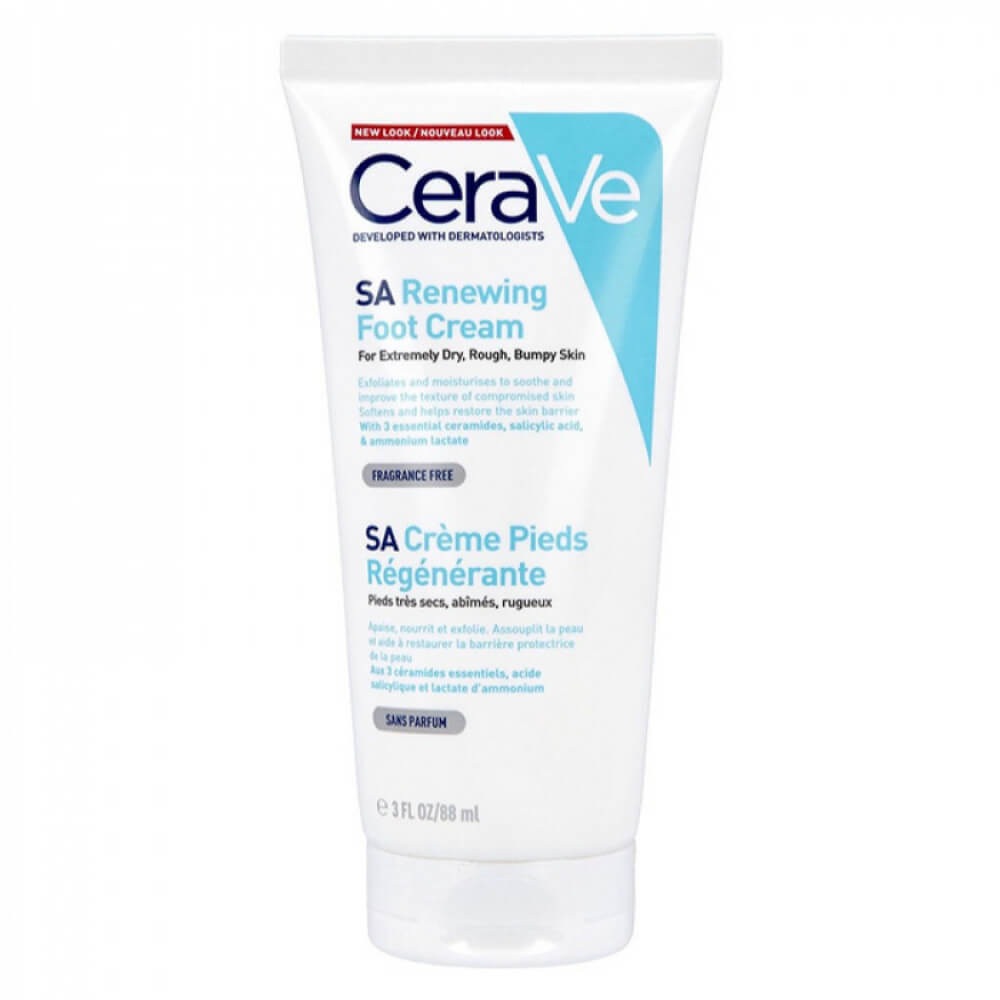 NEW LOOK / NOUVEAU LOOK
CeraVe
DEVELOPED WITH DERMATOLOGISTS
SA Renewing
Foot Cream
For Extremely Dry, Rough, Bumpy Skin
Exfoliates and moisturises to soothe and
improve the texture of compromised skin
Softens and helps restore the skin barrier
With 3 essential ceramides, salicylic acid,
& ammonium lactate
FRAGRANCE FREE
SA Crème Pieds
Régénérante
Pieds très secs, abîmés, rugueux
Apaise, nourrit et exfolie. Assouplit la peau
et aide à restaurer la barrière protectrice
de la peau
Aux 3 céramides essentiels, acide
salicylique et lactate d'ammonium
SANS PARFUM
℮ 3 FL OZ/88 ml